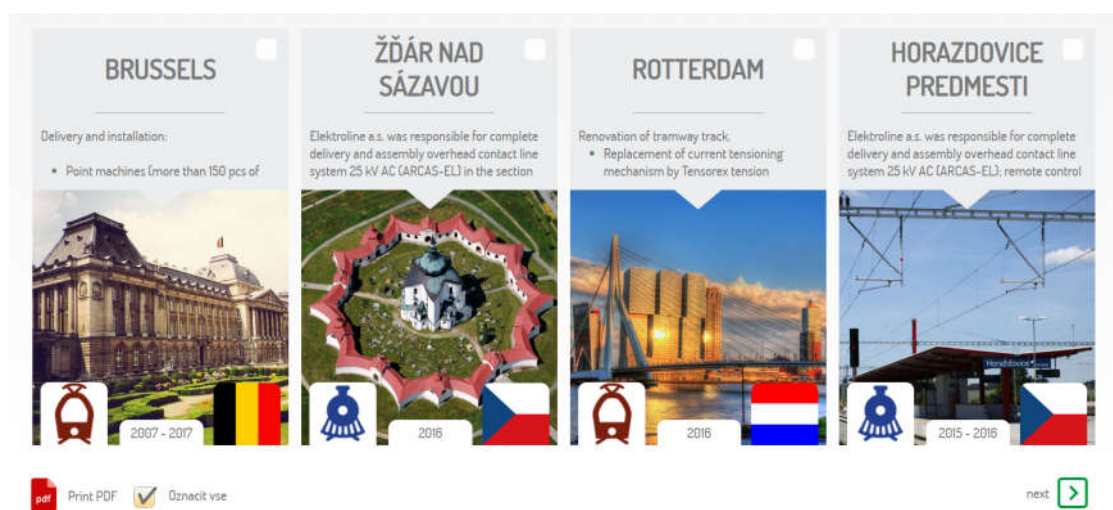 BRUSSELS
Delivery and installation:
• Point machines (more than 150 pcs of
2007 - 2017
ŽĎÁR NAD
SÁZAVOU
Elektroline a.s. was responsible for complete
delivery and assembly overhead contact line
system 25 kV AC (ARCAS-EL) in the section
2016
ROTTERDAM
Renovation of tramway track.
• Replacement of current tensioning
mechanism by Tensorex tension
2016
HORAZDOVICE
PREDMESTI
Elektroline a.s. was responsible for complete
delivery and assembly overhead contact line
system 25 kV AC (ARCAS-EL); remote control
Horažďovice
2015 - 2016
pdf
Print PDF
Oznacit vse
next